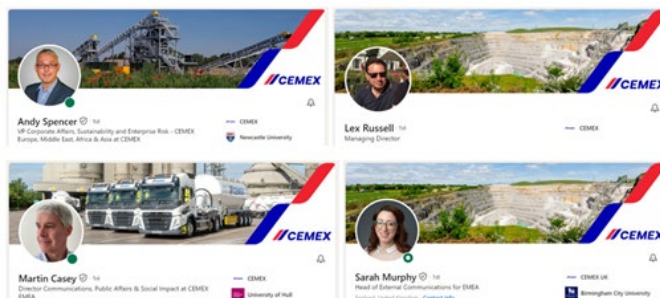 CEMEX
Andy Spencer 1st
VP Corporate Affairs, Sustainability and Enterprise Risk - CEMEX
Europe, Middle East, Africa & Asia at CEMEX
CEMEX
Newcastle University
CEMEX
Lex Russell 1st
Managing Director
CEMEX
CEMEX
Martin Casey 1st
Director Communications, Public Affairs & Social Impact at CEMEX
EMEA
CEMEX
University of Hull
CEMEX
Sarah Murphy 1st
Head of External Communications for EMEA
England, United Kingdom · Contact info
CEMEX UK
Birmingham City University